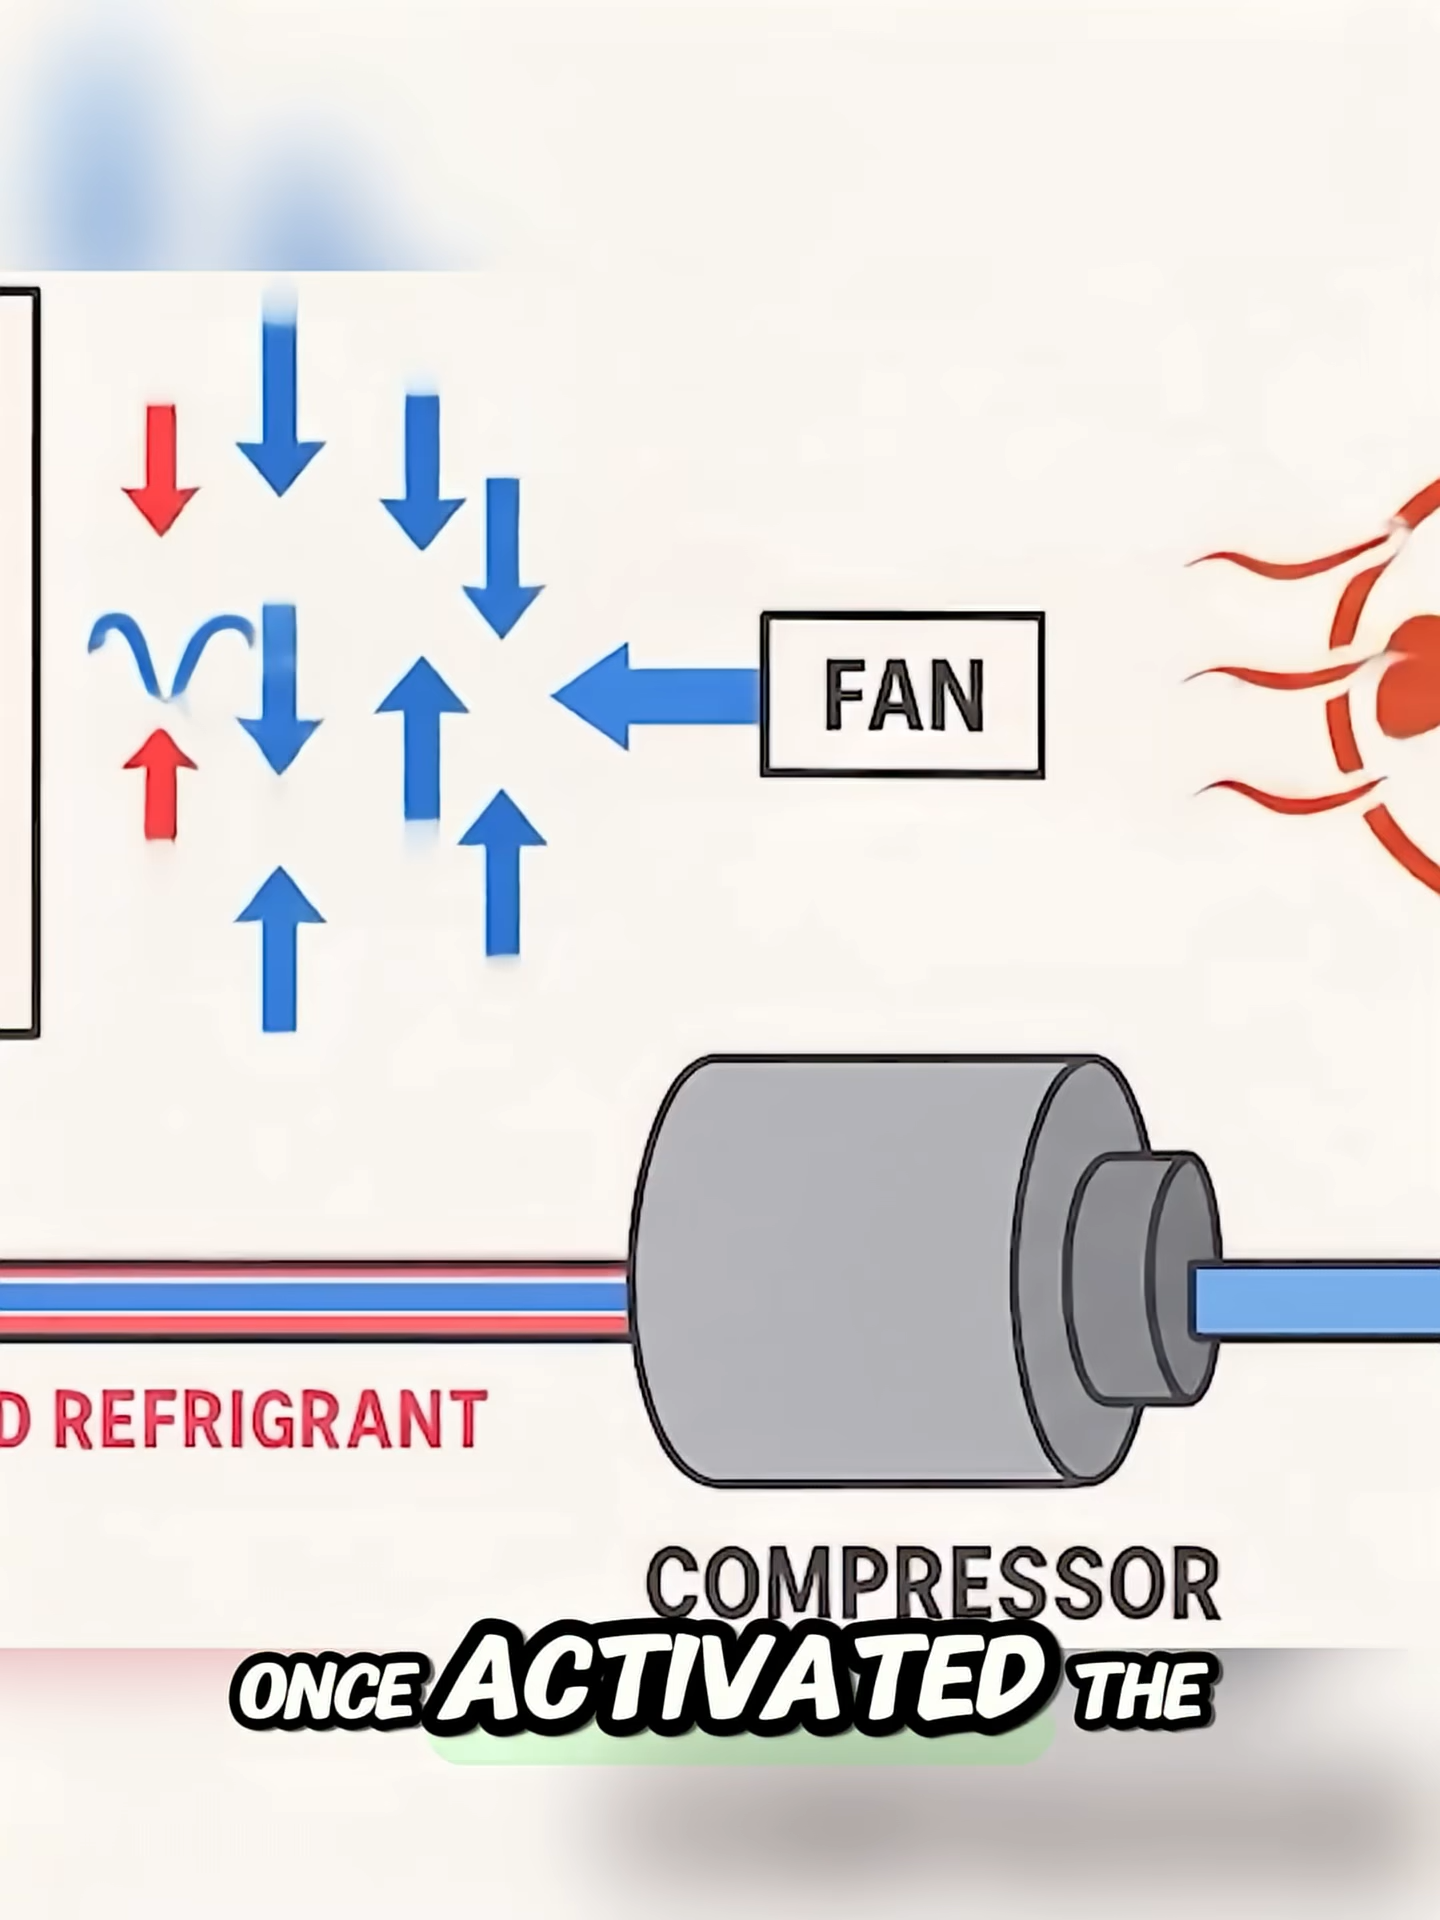 FAN
D REFRIGRANT
COMPRESSOR
ONCE ACTIVATED THE